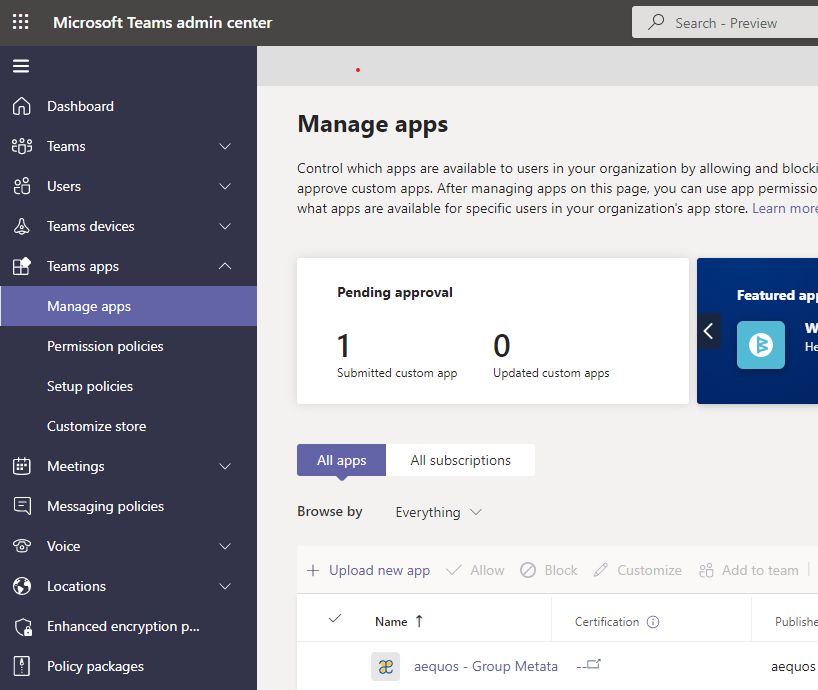 Microsoft Teams admin center
Search - Preview
Dashboard
Teams
Users
Teams devices
Teams apps
Manage apps
Permission policies
Setup policies
Customize store
Meetings
Messaging policies
Voice
Locations
Enhanced encryption p...
Policy packages
Manage apps
Control which apps are available to users in your organization by allowing and blocki
approve custom apps. After managing apps on this page, you can use app permissio
what apps are available for specific users in your organization's app store. Learn more
Pending approval
1
Submitted custom app
0
Updated custom apps
Featured app
W
He
All apps
All subscriptions
Browse by
Everything
+ Upload new app
Allow
Block
Customize
Add to team
Name ↑
Certification
Publishe
aequos - Group Metata
--
aequos